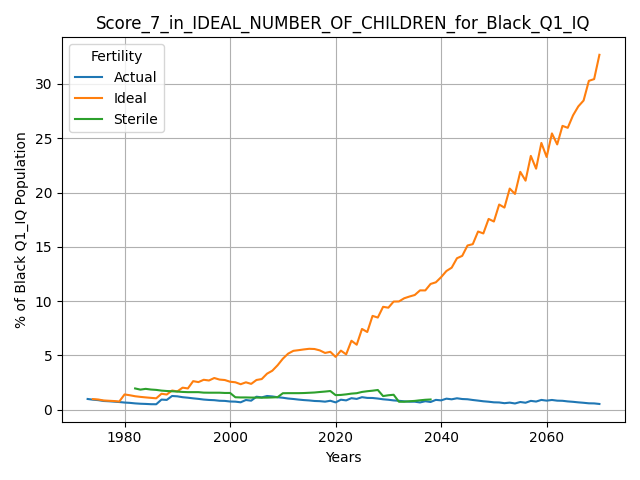 Score_7_in_IDEAL_NUMBER_OF_CHILDREN_for_Black_Q1_IQ
Fertility
Actual
Ideal
Sterile
% of Black Q1_IQ Population
30
25
20
15
10
5
0
1980 2000 2020 2040 2060
Years